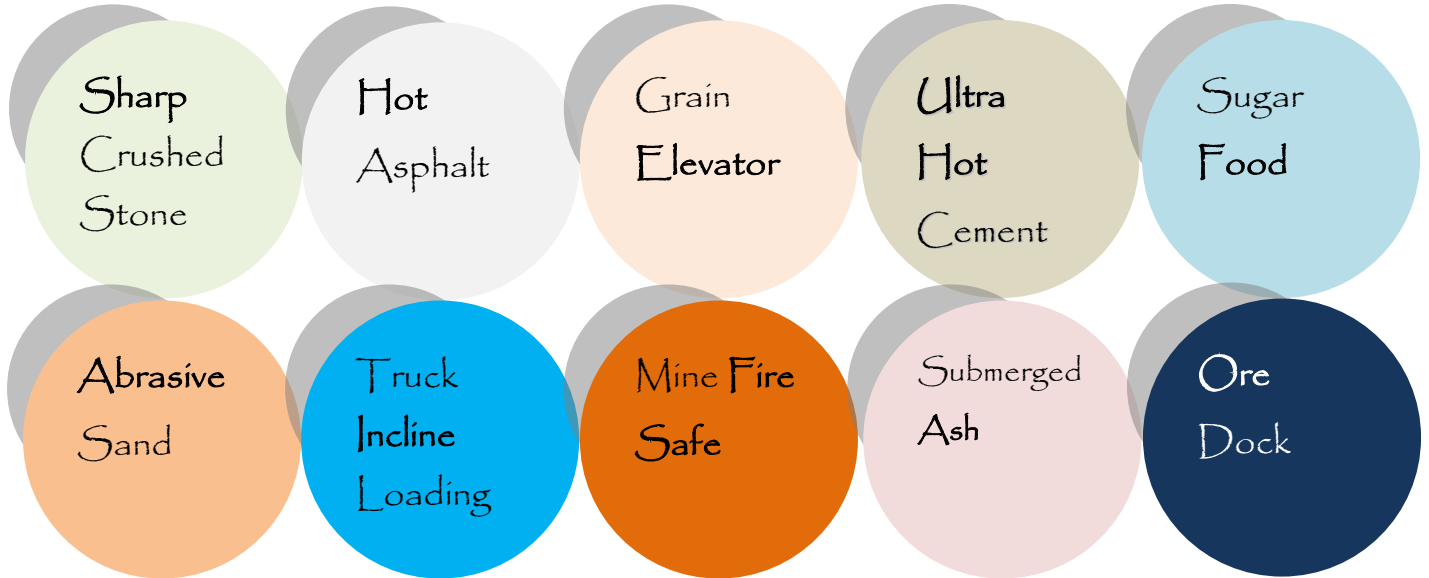 Sharp
Crushed
Stone
Hot
Asphalt
Grain
Elevator
Ultra
Hot
Cement
Sugar
Food
Abrasive
Sand
Truck
Incline
Loading
Mine Fire
Safe
Submerged
Ash
Ore
Dock